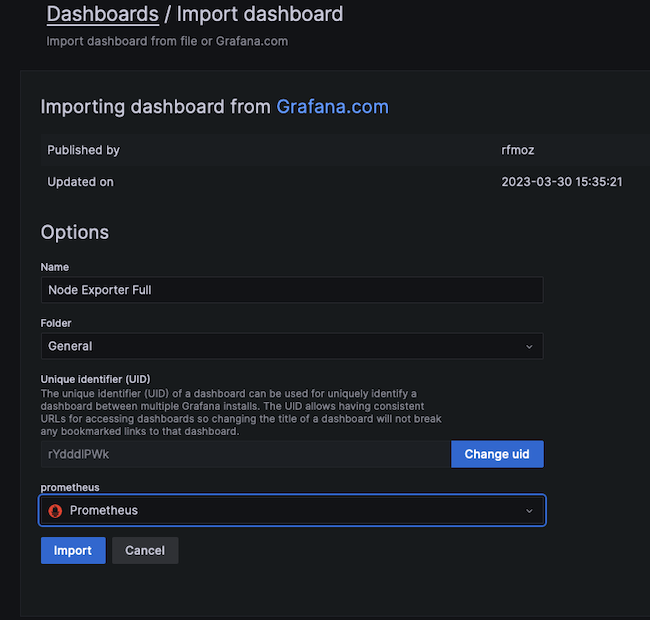 Dashboards / Import dashboard
Import dashboard from file or Grafana.com
Importing dashboard from Grafana.com
Published by rfmoz
Updated on 2023-03-30 15:35:21
Options
Name
Node Exporter Full
Folder
General
Unique identifier (UID)
The unique identifier (UID) of a dashboard can be used for uniquely identify a
dashboard between multiple Grafana installs. The UID allows having consistent
URLs for accessing dashboards so changing the title of a dashboard will not break
any bookmarked links to that dashboard.
rYdddlPWk Change uid
prometheus
Prometheus
Import Cancel